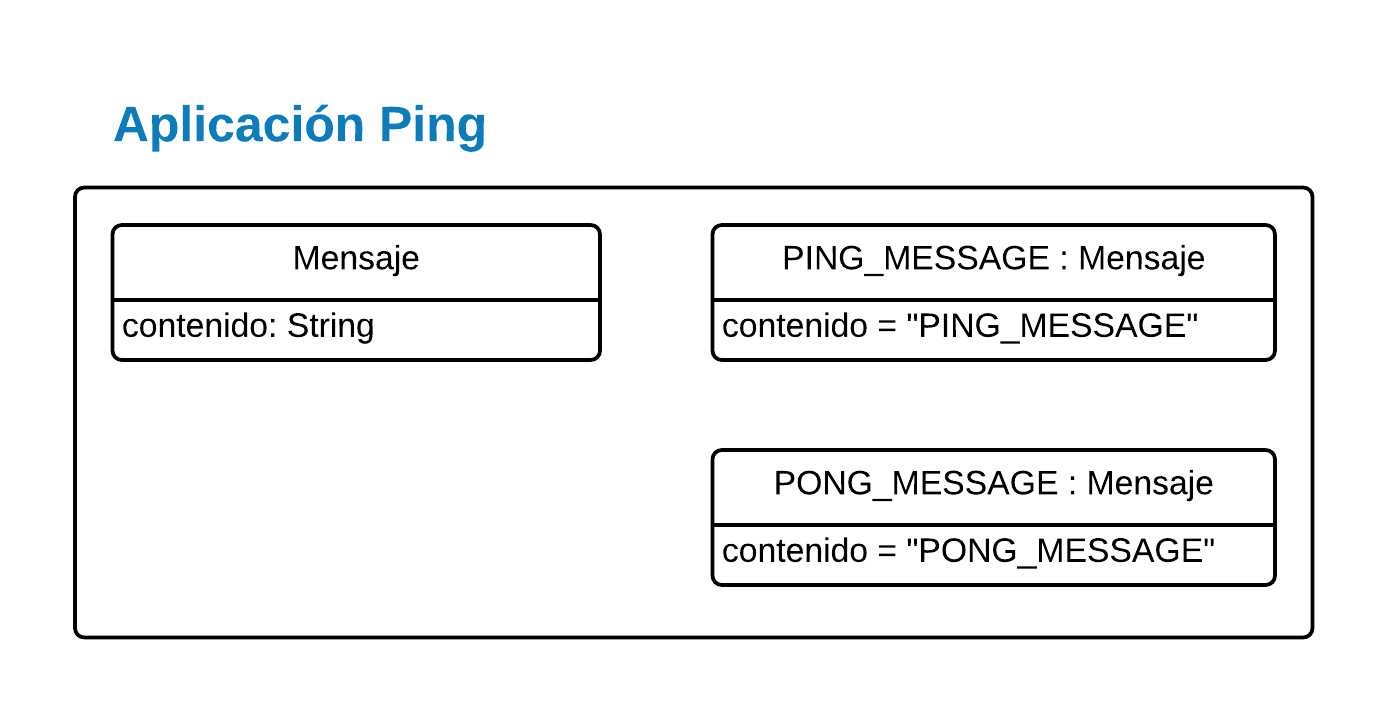 Aplicación Ping
Mensaje
contenido: String
PING_MESSAGE : Mensaje
contenido = "PING_MESSAGE"
PONG_MESSAGE : Mensaje
contenido = "PONG_MESSAGE"